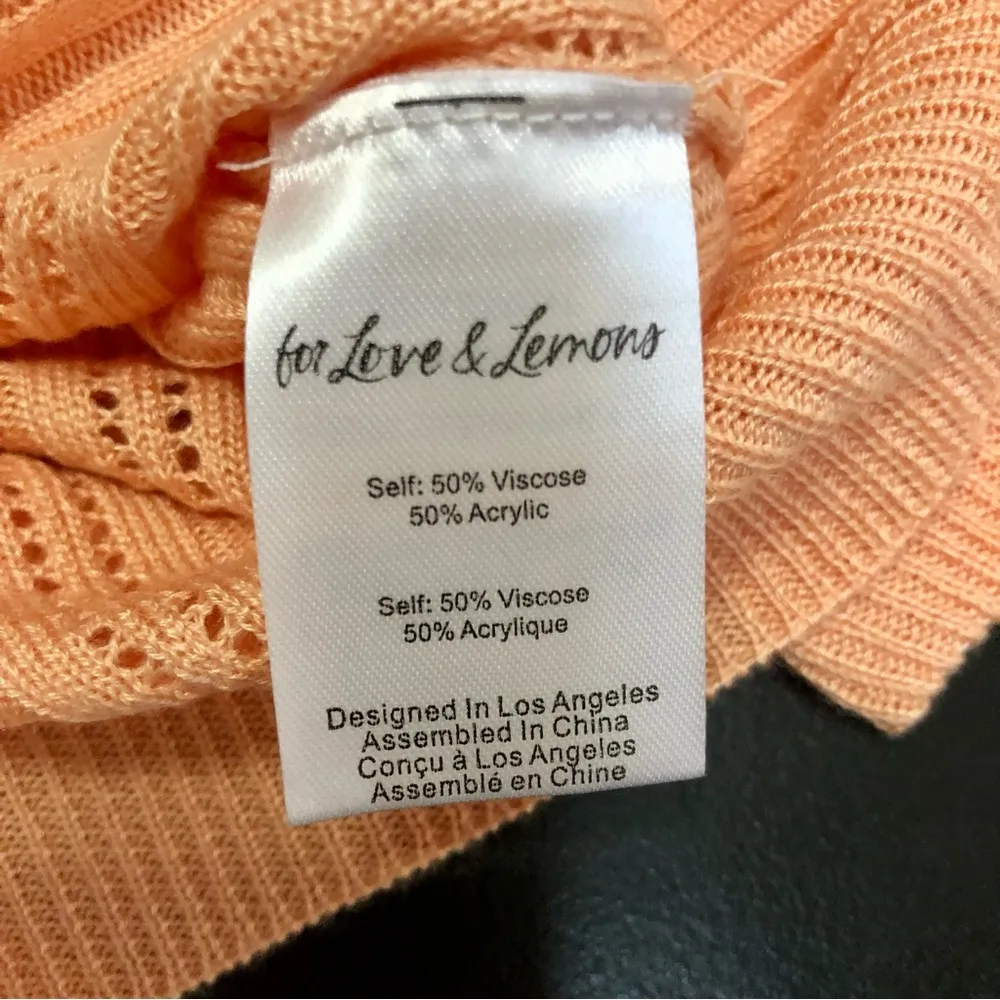 for Love & Lemons
Self: 50% Viscose
50% Acrylic
Self: 50% Viscose
50% Acrylique
Designed In Los Angeles
Assembled In China
Conçu à Los Angeles
Assemblé en Chine